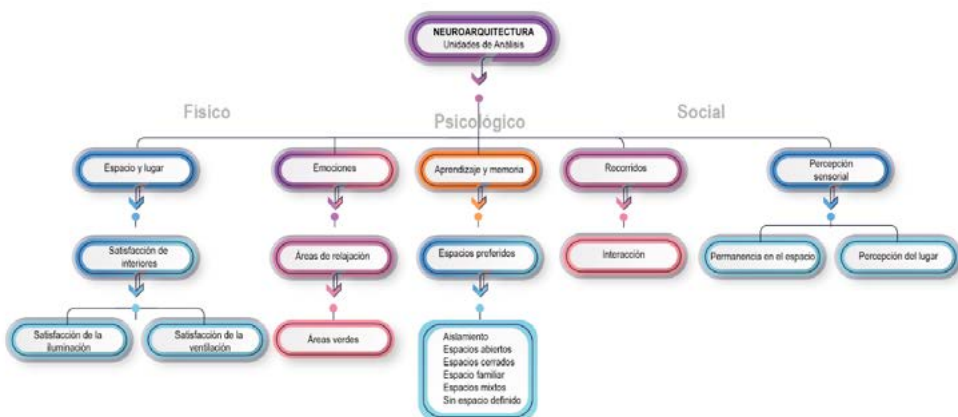 NEUROARQUITECTURA
Unidades de Análisis
Físico
Psicológico
Social
Espacio y lugar
Emociones
Aprendizaje y memoria
Recorridos
Percepción
sensorial
Satisfacción de
interiores
Áreas de relajación
Espacios preferidos
Interacción
Permanencia en el espacio
Percepción del lugar
Satisfacción de la
iluminación
Satisfacción de la
ventilación
Áreas verdes
Aislamiento
Espacios abiertos
Espacios cerrados
Espacio familiar
Espacios mixtos
Sin espacio definido